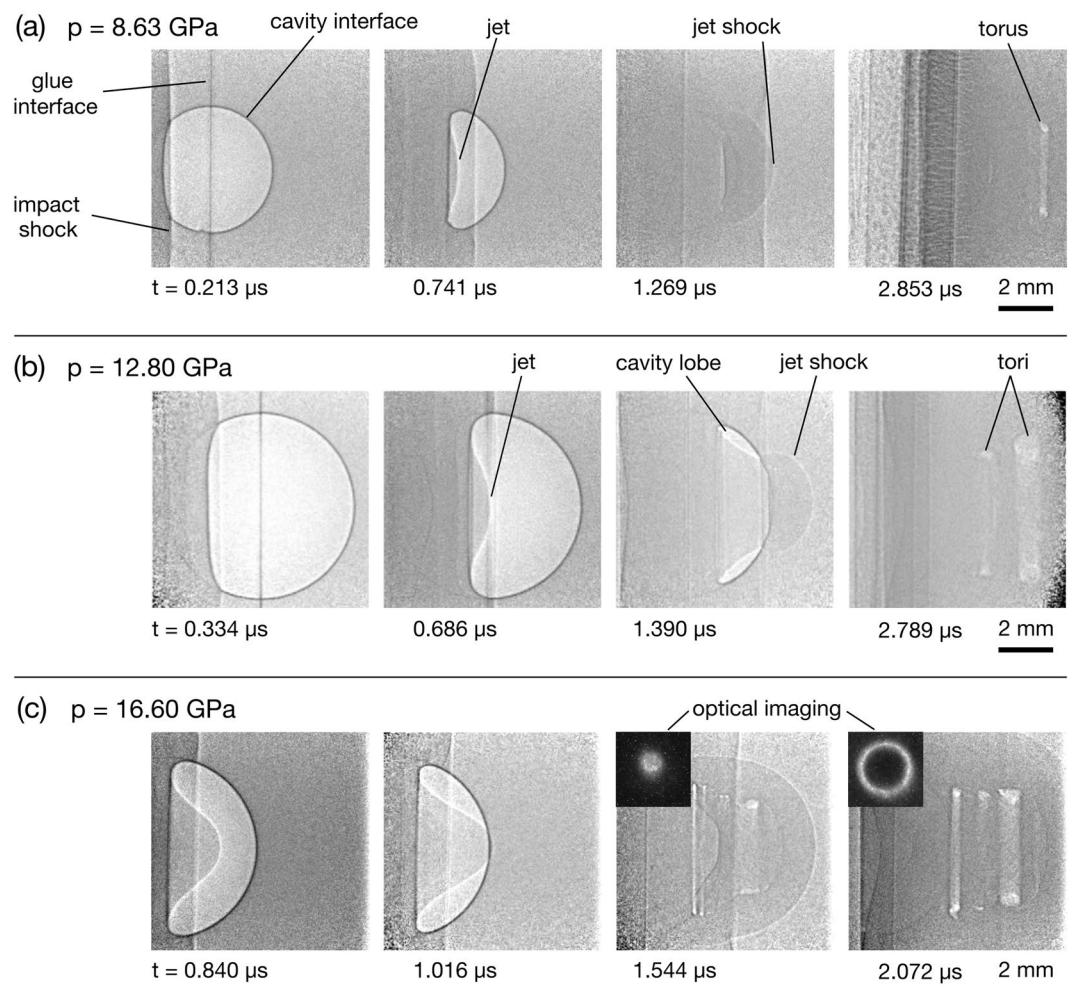 (a) p = 8.63 GPa
cavity interface
jet
jet shock
torus
glue
interface
impact
shock
t = 0.213 µs
0.741 µs
1.269 µs
2.853 µs
2 mm
(b) p = 12.80 GPa
jet
cavity lobe
jet shock
tori
t = 0.334 µs
0.686 µs
1.390 µs
2.789 µs
2 mm
(c) p = 16.60 GPa
optical imaging
t = 0.840 µs
1.016 µs
1.544 µs
2.072 µs
2 mm